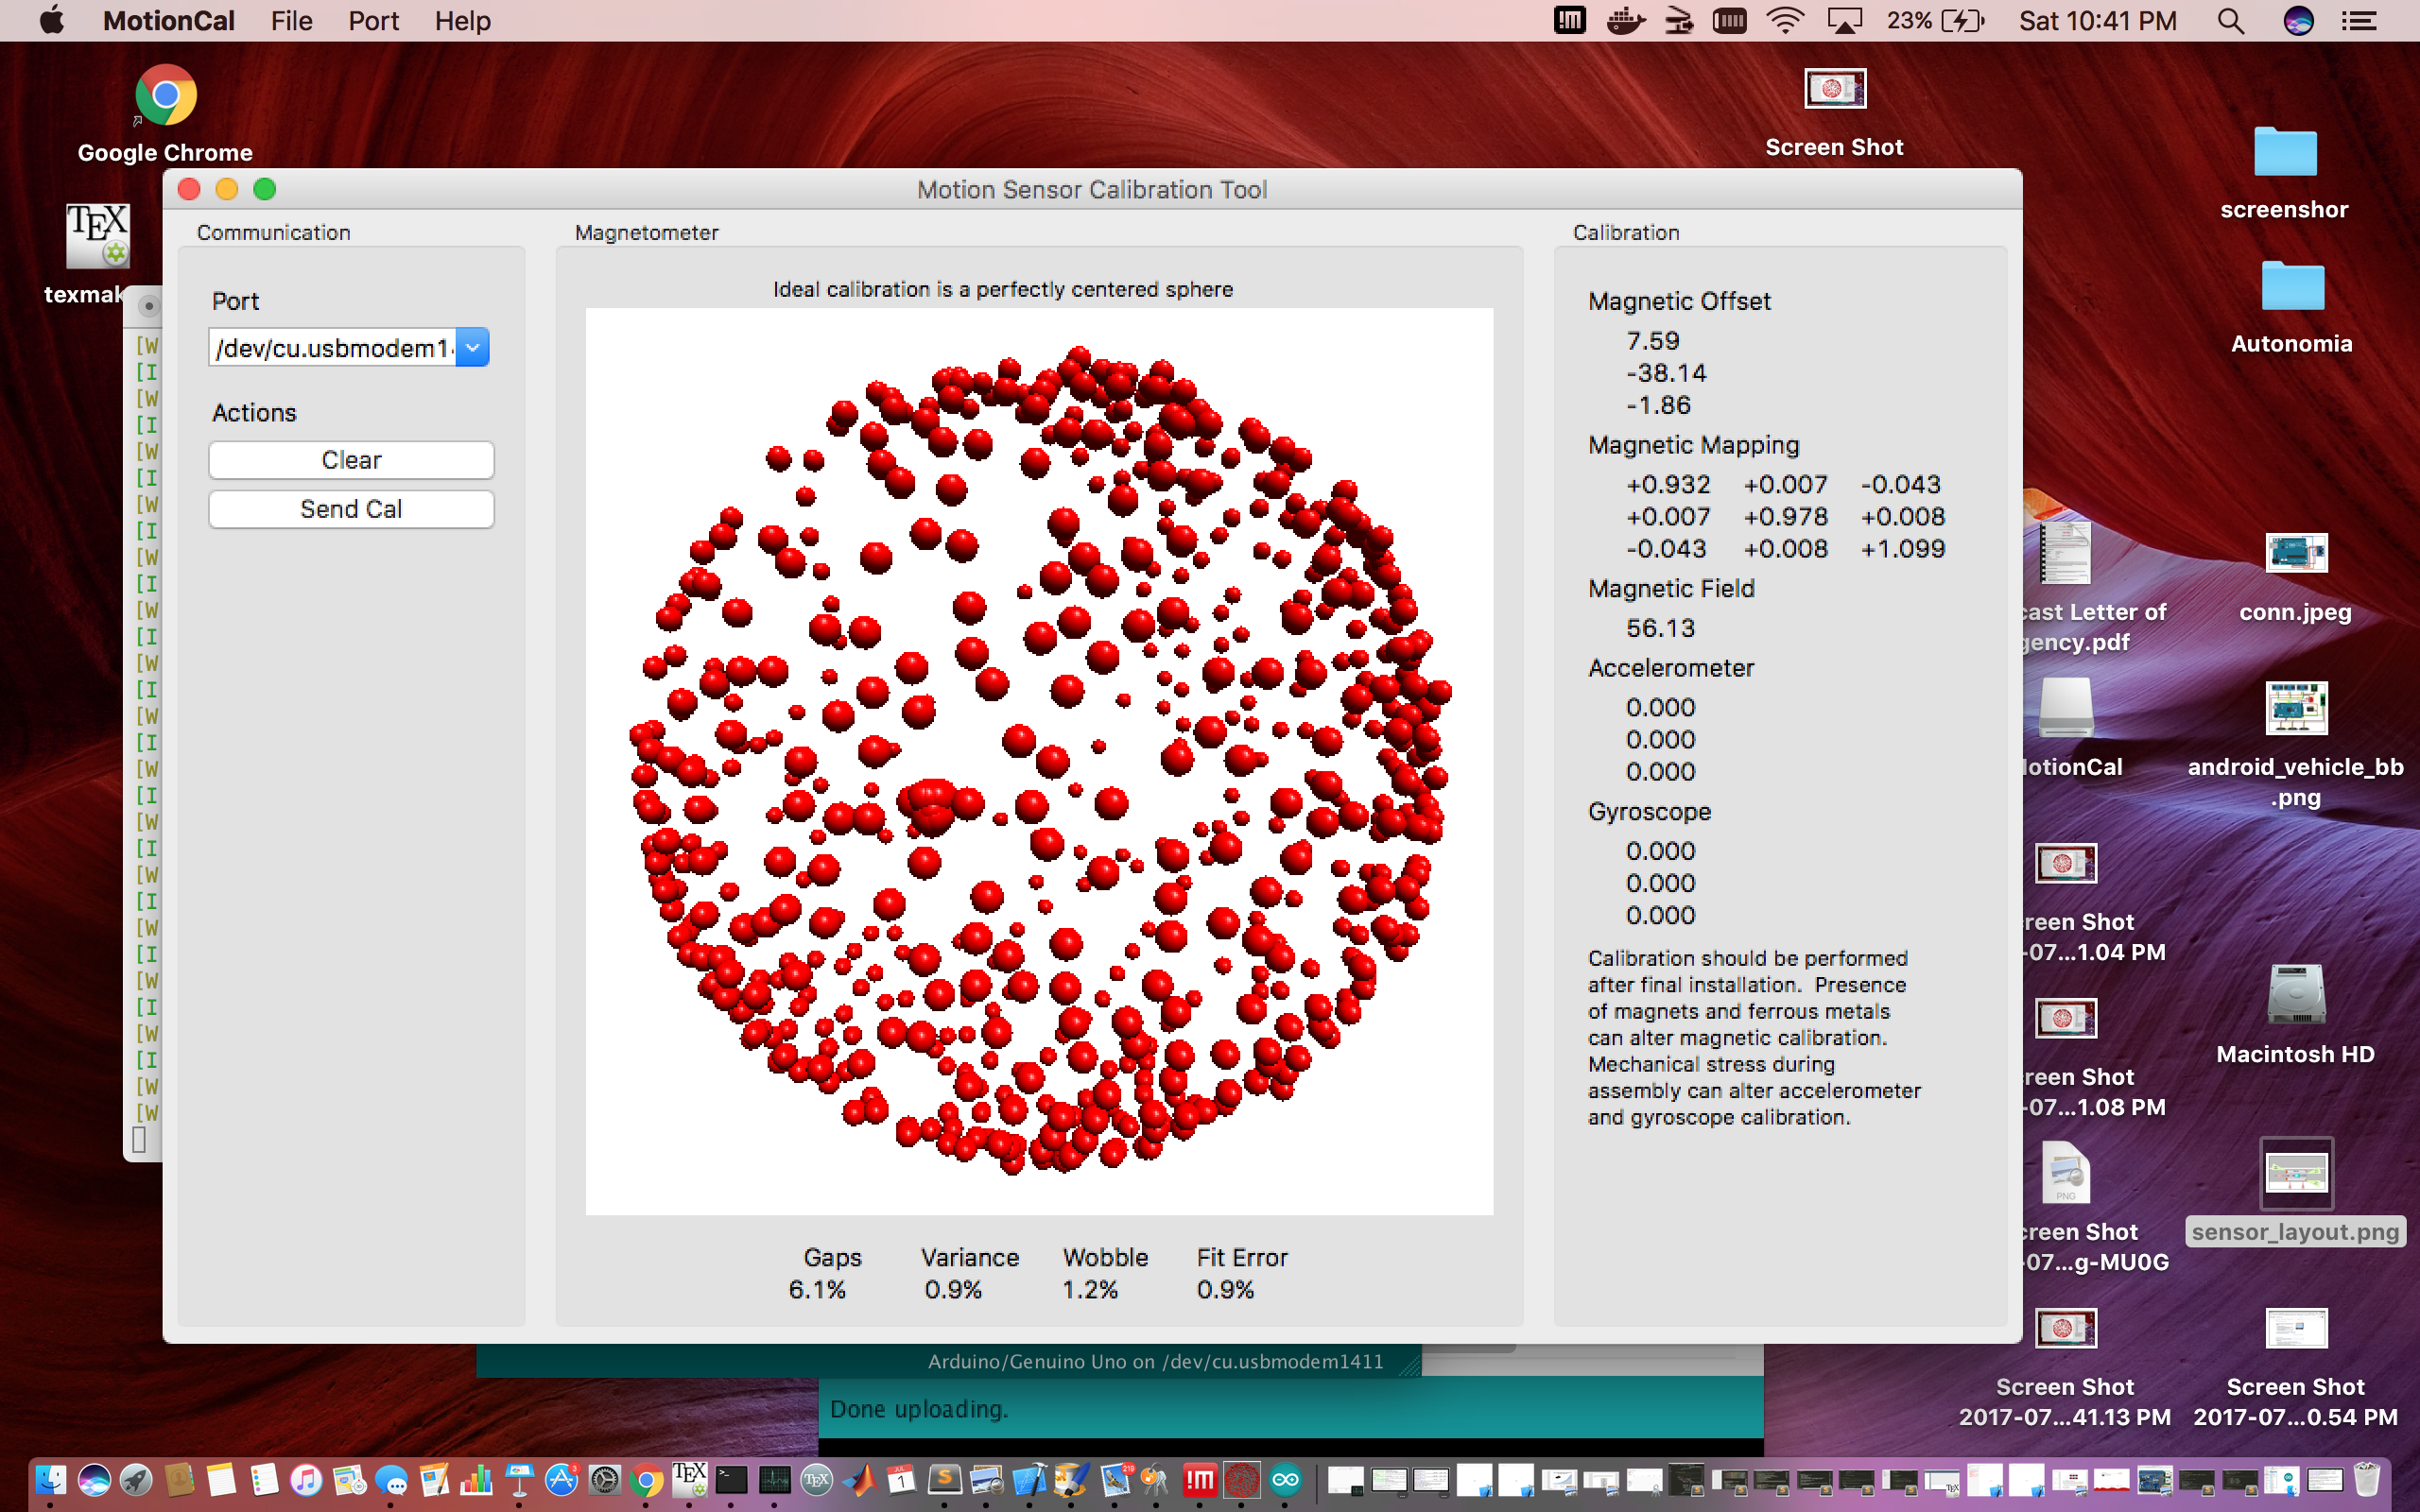 MotionCal File Port Help
23% Sat 10:41 PM
Google Chrome
Screen Shot
screenshor
TEX
texmak
Autonomia
Motion Sensor Calibration Tool
Communication
Port
/dev/cu.usbmodem1
Actions
Clear
Send Cal
[W
[I
[W
[I
[W
[I
[W
[I
[W
[I
[W
[I
[W
[I
[W
[I
[W
[I
[W
[I
[W
[I
[W
[I
[W
[I
[W
[I
[W
[W
Magnetometer
Ideal calibration is a perfectly centered sphere
Gaps Variance Wobble Fit Error
6.1% 0.9% 1.2% 0.9%
Calibration
Magnetic Offset
7.59
-38.14
-1.86
Magnetic Mapping
+0.932 +0.007 -0.043
+0.007 +0.978 +0.008
-0.043 +0.008 +1.099
Magnetic Field
56.13
Accelerometer
0.000
0.000
0.000
Gyroscope
0.000
0.000
0.000
Calibration should be performed
after final installation. Presence
of magnets and ferrous metals
can alter magnetic calibration.
Mechanical stress during
assembly can alter accelerometer
and gyroscope calibration.
cast Letter of
gency.pdf
conn.jpeg
otionCal
android_vehicle_bb
.png
reen Shot
-07...1.04 PM
Macintosh HD
reen Shot
-07...1.08 PM
PNG
creen Shot
-07...g-MU0G
sensor_layout.png
Screen Shot
2017-07...41.13 PM
Screen Shot
2017-07...0.54 PM
Arduino/Genuino Uno on /dev/cu.usbmodem1411
Done uploading.